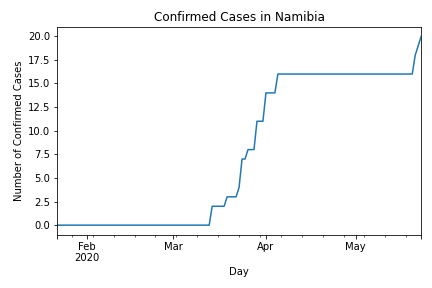 Confirmed Cases in Namibia
Number of Confirmed Cases
20.0
17.5
15.0
12.5
10.0
7.5
5.0
2.5
0.0
Feb Mar Apr May
2020
Day